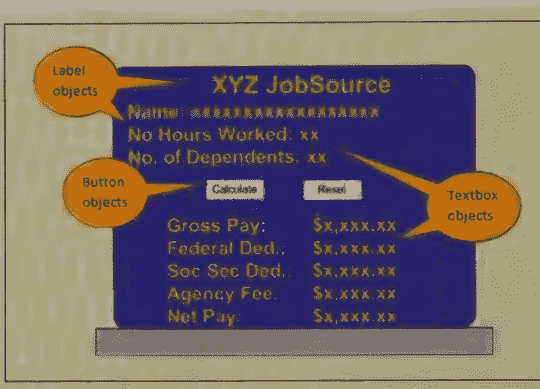 Label
objects
XYZ JobSource
Name: xxxxxxxxxxxxxxxxxx
No Hours Worked: xx
No. of Dependents: xx
Button
objects
Calculate Reset
Textbox
objects
Gross Pay: $x,xxx.xx
Federal Ded.: $x,xxx.xx
Soc Sec Ded.: $x,xxx.xx
Agency Fee: $x,xxx.xx
Net Pay: $x,xxx.xx